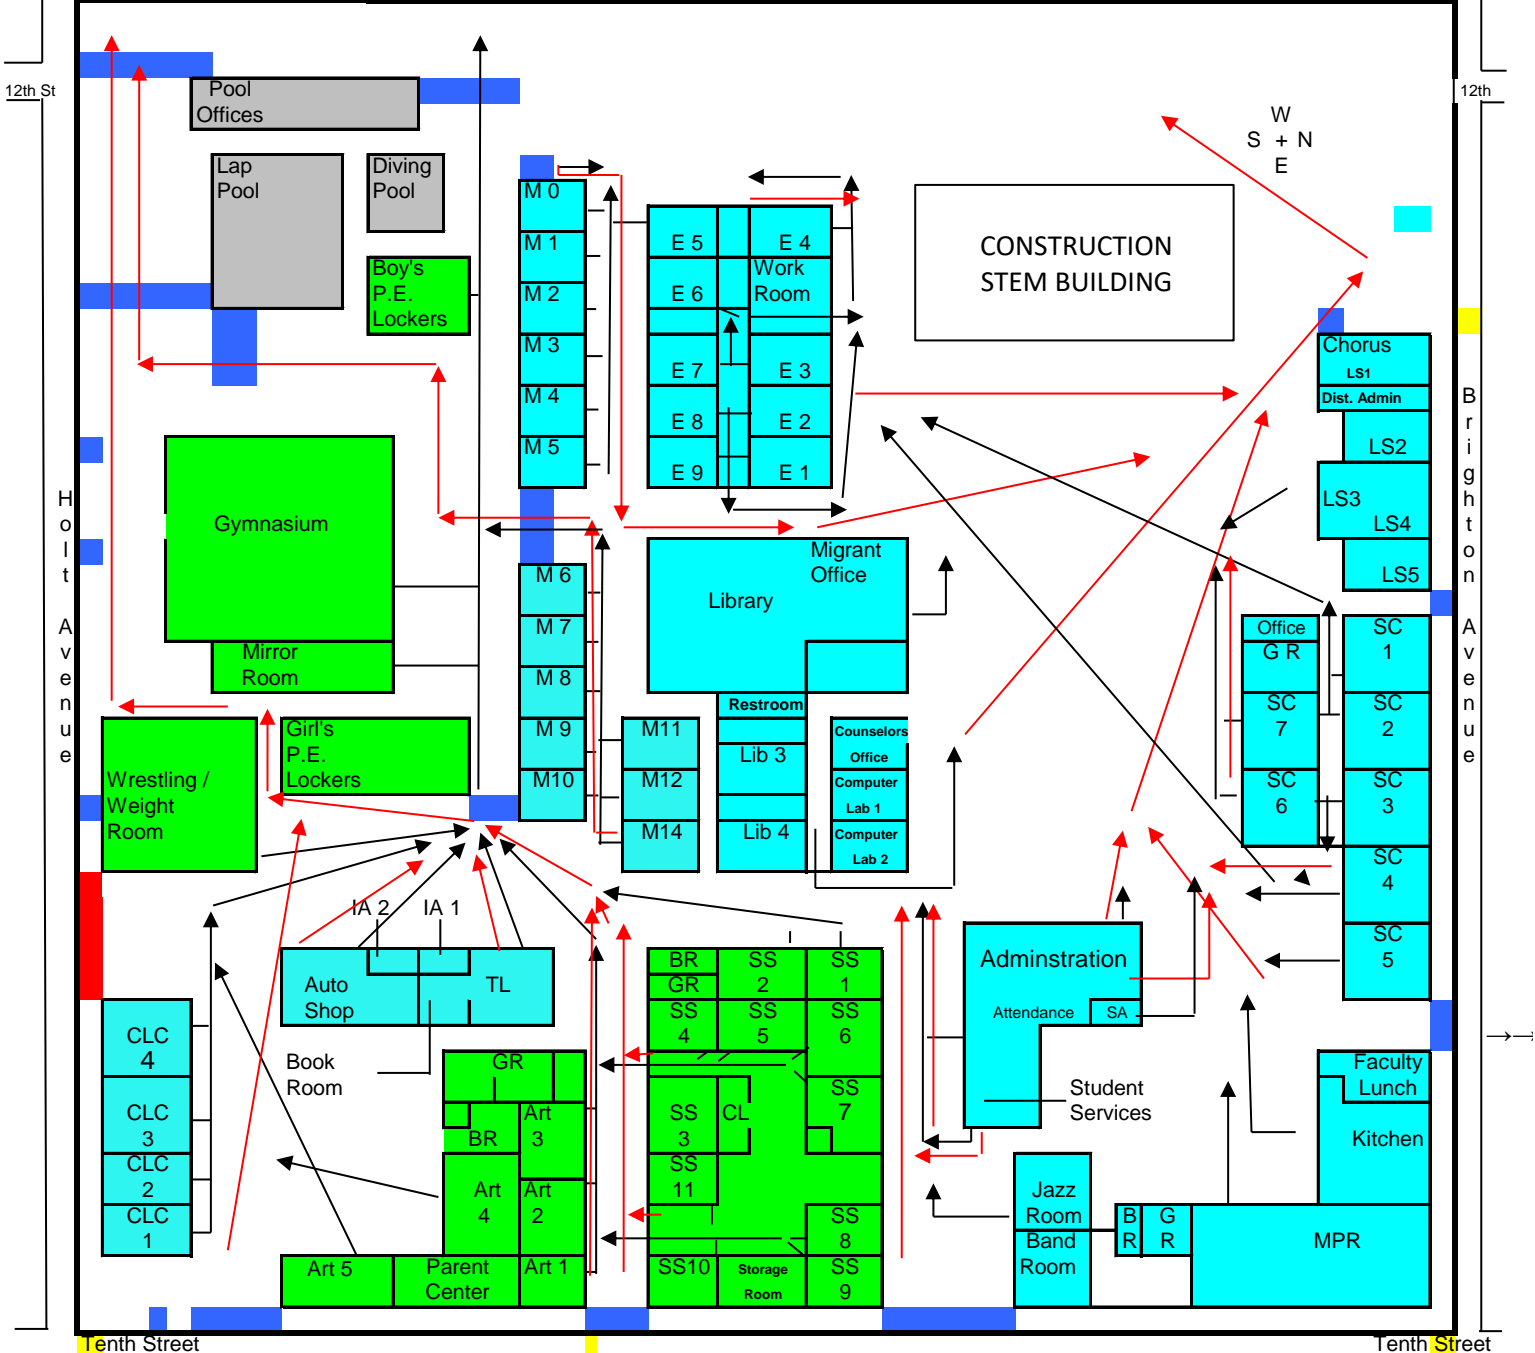 12th St
12th
Pool
Offices
W
S + N
E
Lap
Pool
Diving
Pool
M 0
M 1
M 2
M 3
M 4
M 5
E 5
E 4
E 6
Work
Room
E 7
E 3
E 8
E 2
E 9
E 1
CONSTRUCTION
STEM BUILDING
Boy's
P.E.
Lockers
Chorus
LS1
Dist. Admin
LS2
LS3
LS4
LS5
Brighton Avenue
Holt Avenue
Gymnasium
Mirror
Room
Migrant
Office
Library
M 6
M 7
M 8
M 9
M10
Office
G R
SC
7
SC
6
SC
1
SC
2
SC
3
SC
4
SC
5
Restroom
Lib 3
Lib 4
Counselors
Office
Computer
Lab 1
Computer
Lab 2
M11
M12
M14
Girl's
P.E.
Lockers
Wrestling /
Weight
Room
IA 2
IA 1
Auto
Shop
TL
Book
Room
BR
GR
SS
2
SS
1
SS
4
SS
5
SS
6
SS
3
CL
SS
7
SS
11
SS
8
SS10
Storage
Room
SS
9
Adminstration
Attendance
SA
Student
Services
CLC
4
CLC
3
CLC
2
CLC
1
GR
BR
Art
3
Art
4
Art
2
Art 5
Parent
Center
Art 1
Faculty
Lunch
Kitchen
Jazz
Room
Band
Room
B
R
G
R
MPR
Tenth Street
Tenth Street